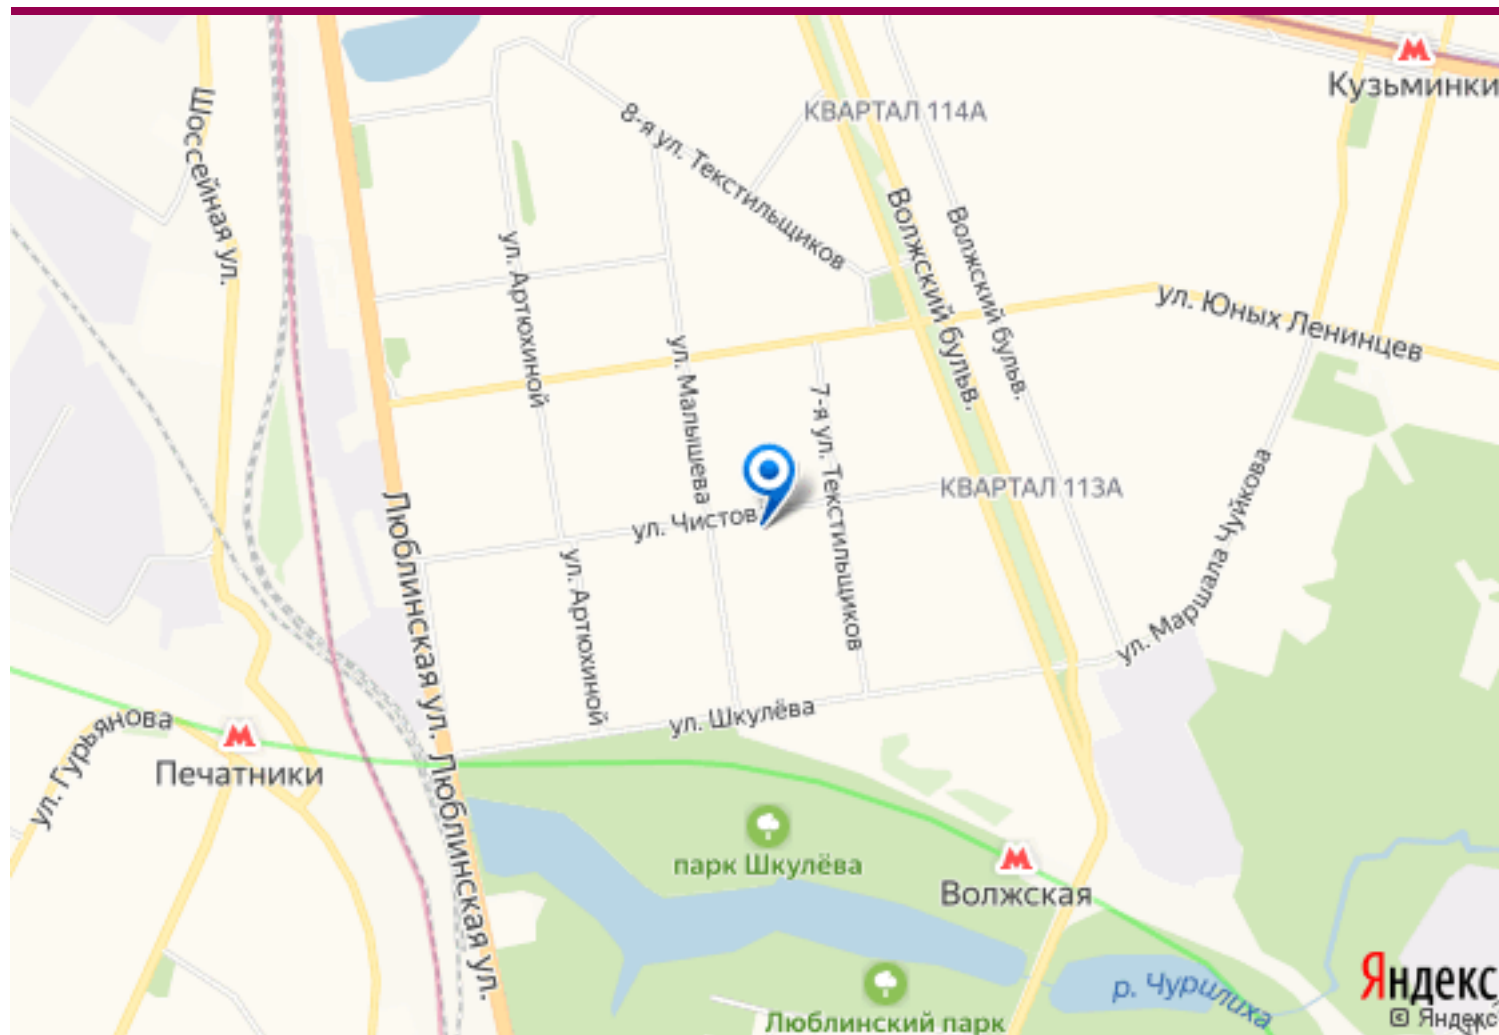 Кузьминки
КВАРТАЛ 114А
Шоссейная ул.
8-я ул. Текстильщиков
Волжский бульв.
Волжский бульв.
ул. Артюхиной
ул. Юных Ленинцев
ул. Малышева
7-я ул. Текстильщиков
КВАРТАЛ 113А
ул. Чистов
Люблинская ул.
ул. Артюхиной
ул. Маршала Чуйкова
ул. Шкулёва
ул. Гурьянова
Печатники
Люблинская ул.
парк Шкулёва
Волжская
р. Чурилиха
Люблинский парк
Яндекс
© Яндекс